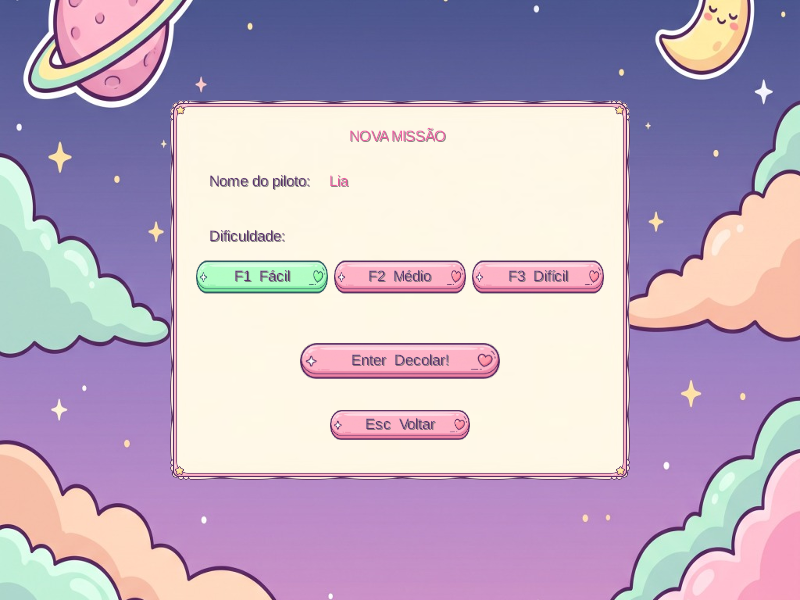 NOVA MISSÃO
Nome do piloto: Lia
Dificuldade:
F1 Fácil F2 Médio F3 Difícil
Enter Decolar!
Esc Voltar